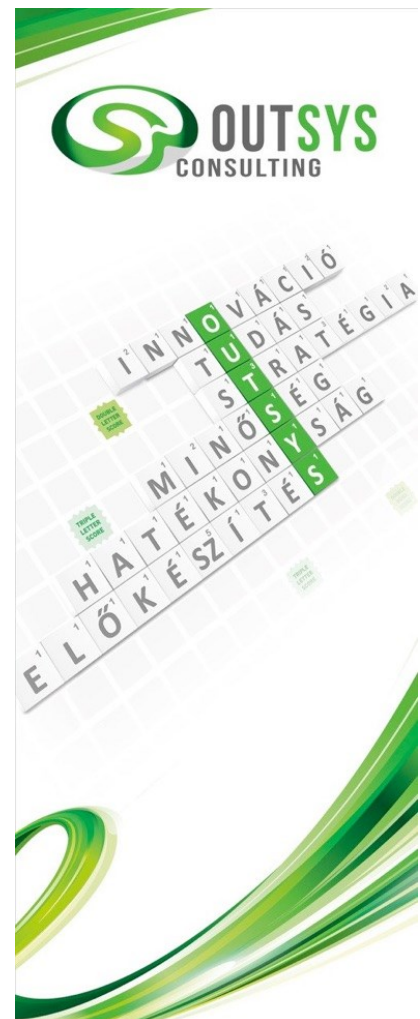 OUTSYS
CONSULTING
INNOVÁCIÓ
TUDÁS
STRATÉGIA
MINŐSÉG
HATÉKONYSÁG
ELŐKÉSZÍTÉS
DOUBLE
LETTER
SCORE
TRIPLE
LETTER
SCORE
TRIPLE
LETTER
SCORE